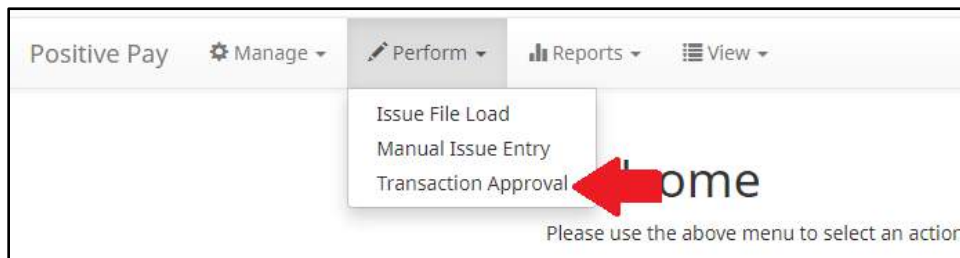 Positive Pay Manage Perform Reports View
Issue File Load
Manual Issue Entry
Transaction Approval
ome
Please use the above menu to select an action